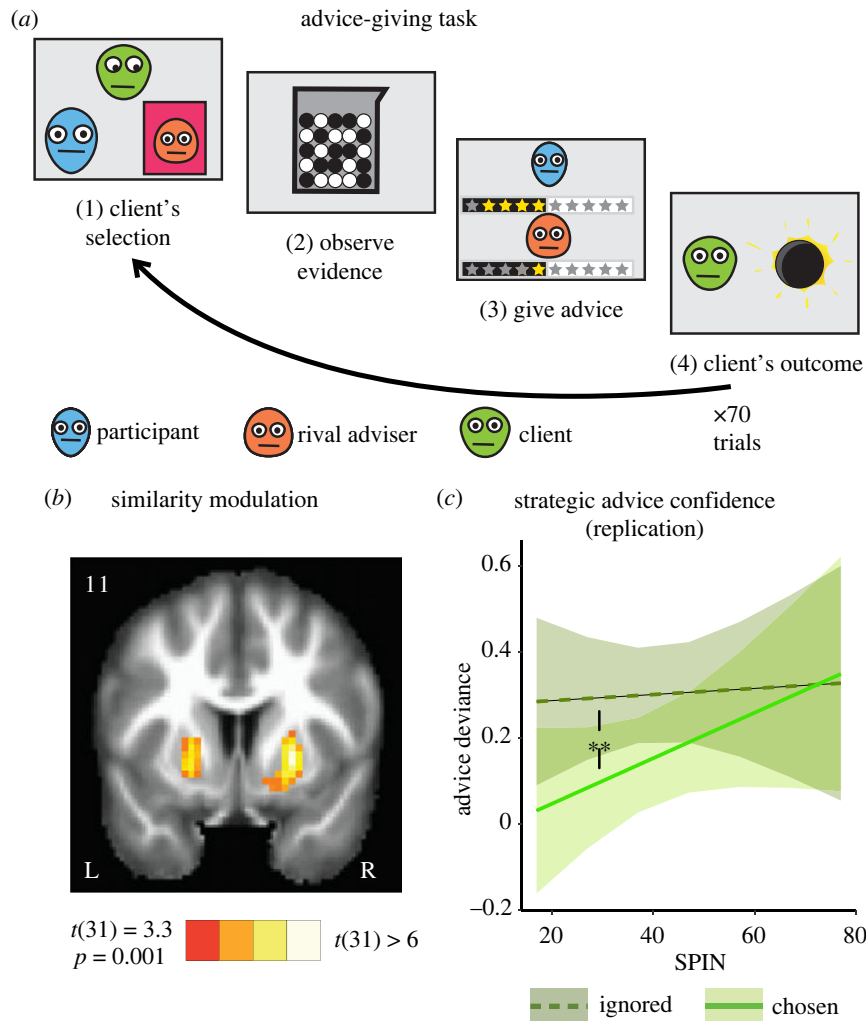 (a) advice-giving task
(1) client's
selection
(2) observe
evidence
(3) give advice
(4) client's outcome
×70
trials
participant
rival adviser
client
(b) similarity modulation
11
L
R
t(31) = 3.3
p = 0.001
t(31) > 6
(c) strategic advice confidence
(replication)
advice deviance
0.6
0.4
0.2
0
–0.2
**
20 40 60 80
SPIN
ignored
chosen